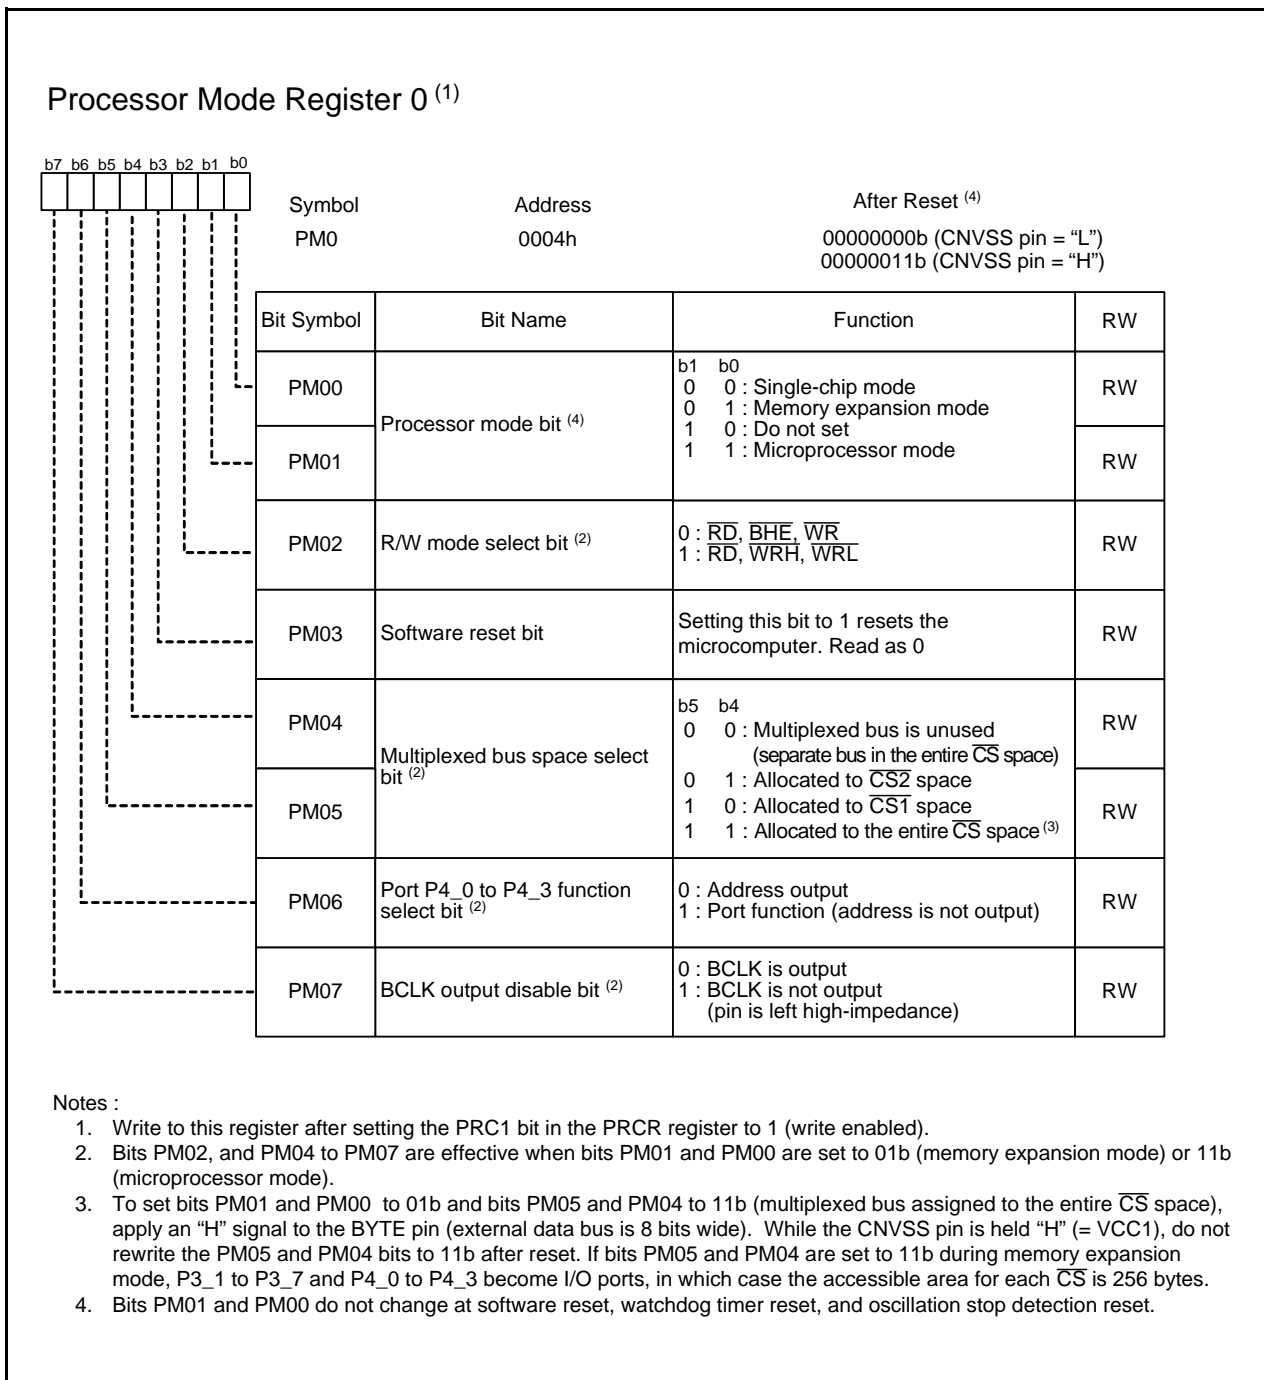 Processor Mode Register 0 (1)
b7 b6 b5 b4 b3 b2 b1 b0
Symbol Address After Reset (4)
PM0 0004h 00000000b (CNVSS pin = “L”)
00000011b (CNVSS pin = “H”)
Bit Symbol Bit Name Function RW
PM00 Processor mode bit (4) b1 b0
0 0 : Single-chip mode RW
0 1 : Memory expansion mode
1 0 : Do not set
PM01 1 1 : Microprocessor mode RW
PM02 R/W mode select bit (2) 0 : RD, BHE, WR RW
1 : RD, WRH, WRL
PM03 Software reset bit Setting this bit to 1 resets the RW
microcomputer. Read as 0
PM04 Multiplexed bus space select b5 b4 RW
bit (2) 0 0 : Multiplexed bus is unused
(separate bus in the entire CS space)
0 1 : Allocated to CS2 space
PM05 1 0 : Allocated to CS1 space RW
1 1 : Allocated to the entire CS space (3)
PM06 Port P4_0 to P4_3 function 0 : Address output RW
select bit (2) 1 : Port function (address is not output)
PM07 BCLK output disable bit (2) 0 : BCLK is output RW
1 : BCLK is not output
(pin is left high-impedance)
Notes :
1. Write to this register after setting the PRC1 bit in the PRCR register to 1 (write enabled).
2. Bits PM02, and PM04 to PM07 are effective when bits PM01 and PM00 are set to 01b (memory expansion mode) or 11b
(microprocessor mode).
3. To set bits PM01 and PM00 to 01b and bits PM05 and PM04 to 11b (multiplexed bus assigned to the entire CS space),
apply an “H” signal to the BYTE pin (external data bus is 8 bits wide). While the CNVSS pin is held “H” (= VCC1), do not
rewrite the PM05 and PM04 bits to 11b after reset. If bits PM05 and PM04 are set to 11b during memory expansion
mode, P3_1 to P3_7 and P4_0 to P4_3 become I/O ports, in which case the accessible area for each CS is 256 bytes.
4. Bits PM01 and PM00 do not change at software reset, watchdog timer reset, and oscillation stop detection reset.